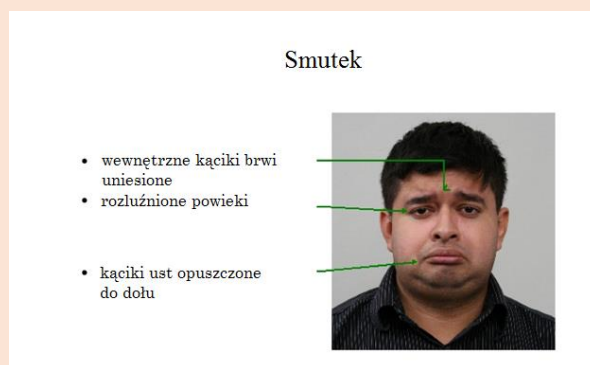 Smutek
• wewnętrzne kąciki brwi
uniesione
• rozluźnione powieki
• kąciki ust opuszczone
do dołu